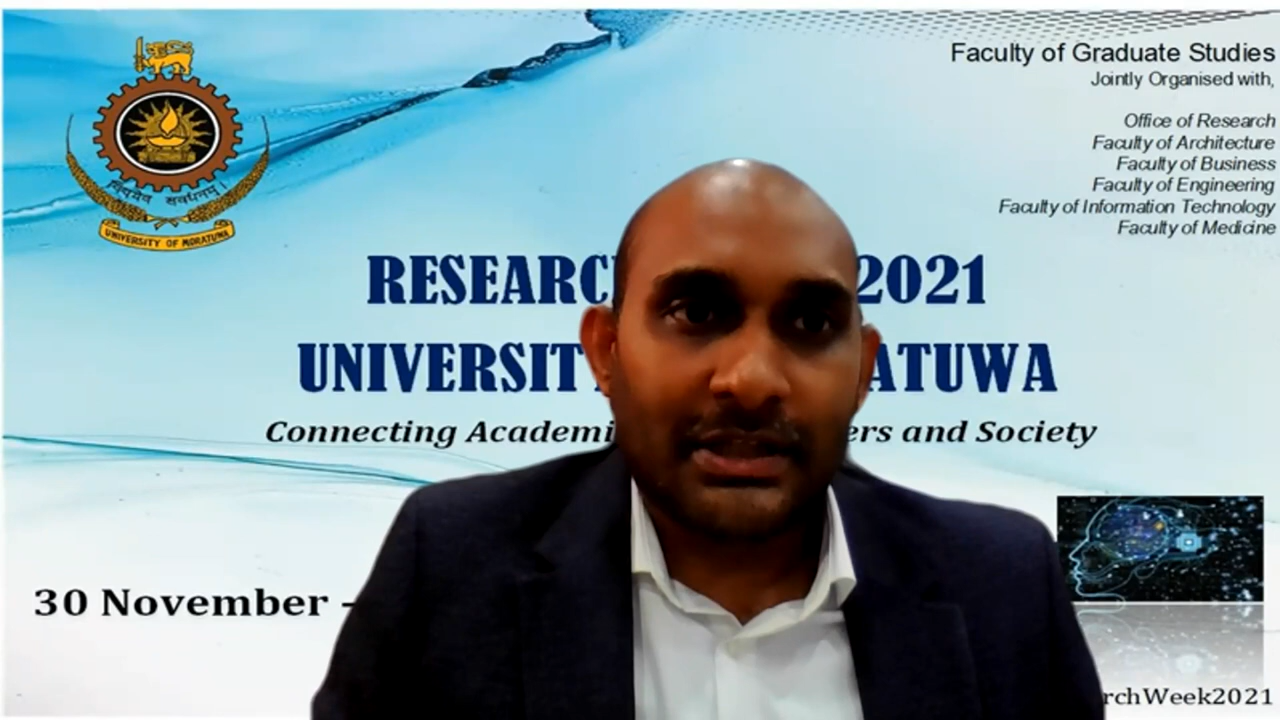 Faculty of Graduate Studies
Jointly Organised with,
Office of Research
Faculty of Architecture
Faculty of Business
Faculty of Engineering
Faculty of Information Technology
Faculty of Medicine
UNIVERSITY OF MORATUWA
RESEARC 2021
UNIVERSIT ATUWA
Connecting Academi ers and Society
30 November -
rchWeek2021